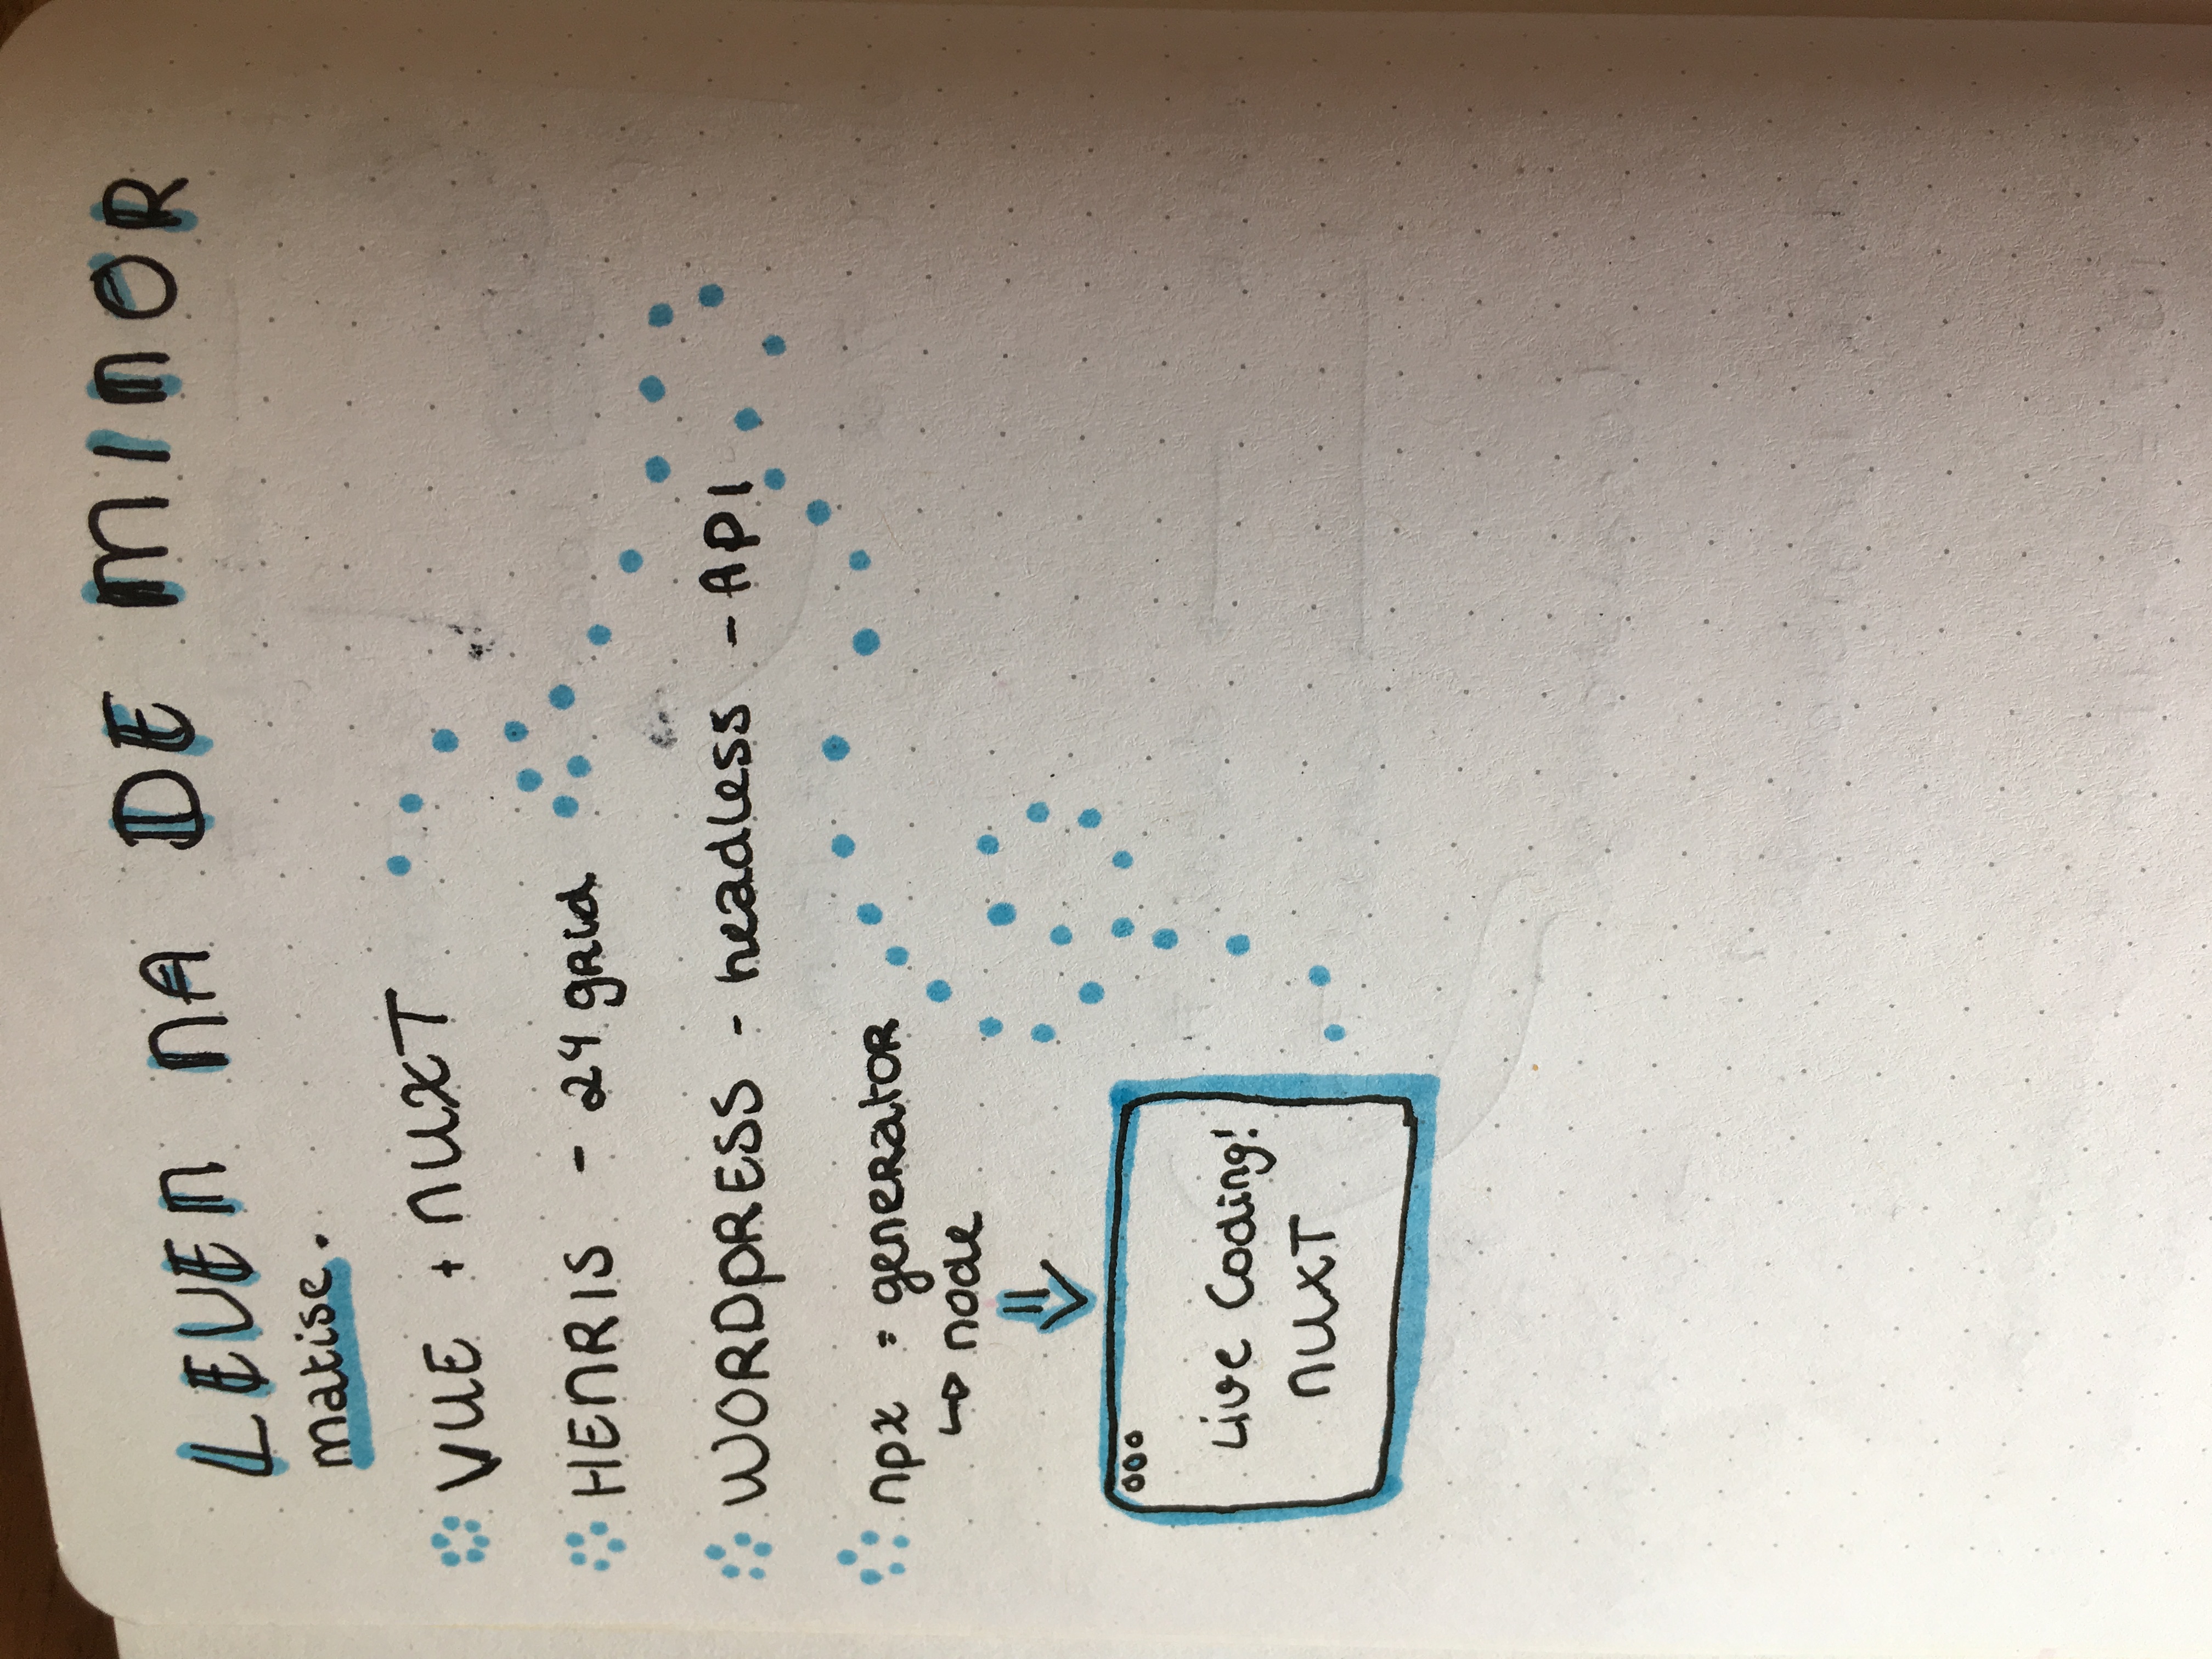 LEVEN NA DE MINOR
matise.
VUE + NUXT
HENRIS - 24 grid
WORDPRESS - headless - API
npx = generator
↪ node
Live Coding!
NUXT